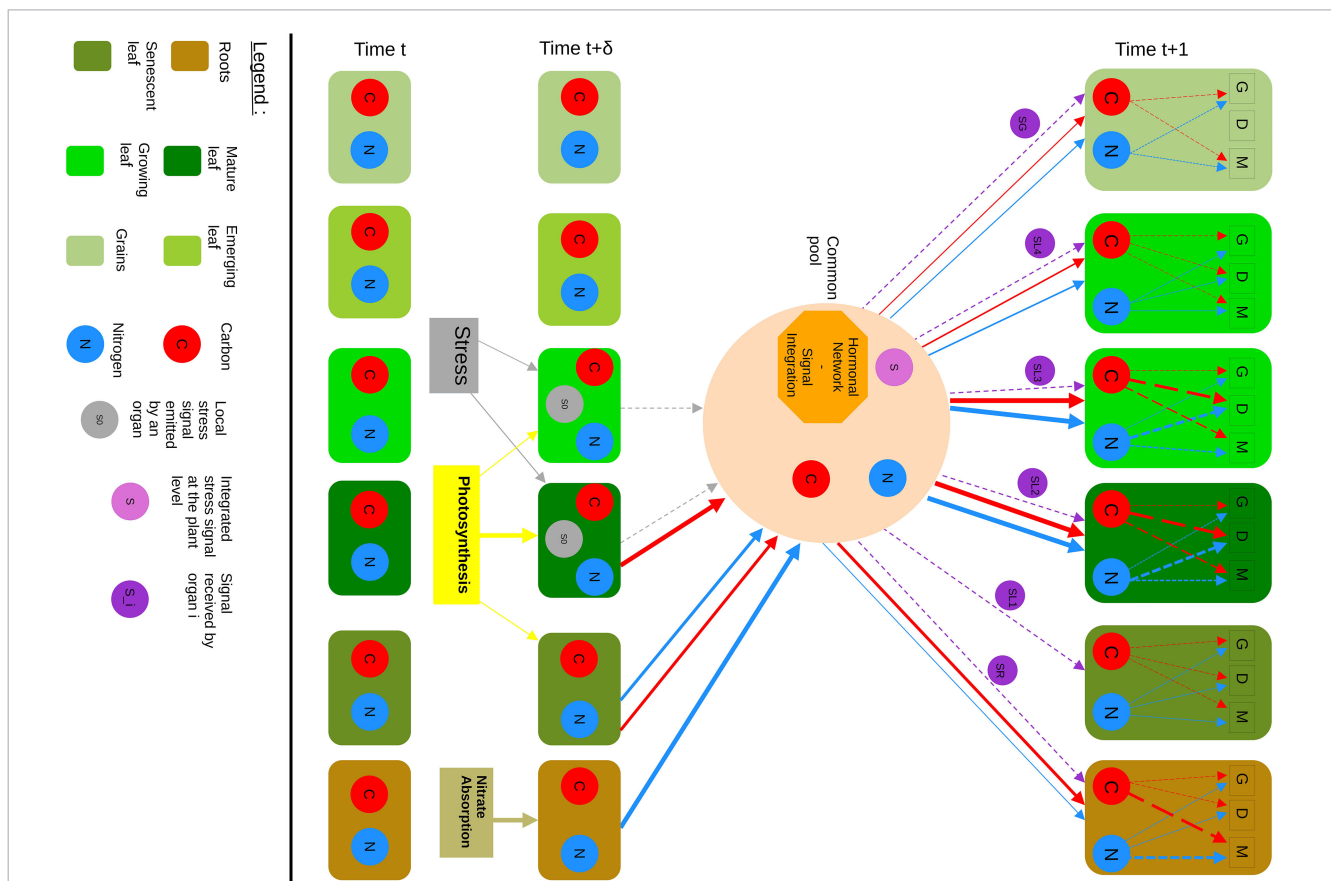 Time t
Time t+δ
Time t+1
C
N
C
N
SG
C
N
G
D
M
C
N
C
N
SL4
C
N
G
D
M
Common
pool
Stress
C
N
C
S0
N
Hormonal
Network
-
Signal
Integration
S
C
N
SL3
C
N
G
D
M
Photosynthesis
C
N
C
S0
N
SL2
C
N
G
D
M
C
N
C
N
SL1
C
N
G
D
M
Nitrate
Absorption
C
N
C
N
SR
C
N
G
D
M
Legend :
Roots
Senescent
leaf
Mature
leaf
Growing
leaf
Emerging
leaf
Grains
C
Carbon
N
Nitrogen
S0
Local
stress
signal
emitted
by an
organ
S
Integrated
stress signal
at the plant
level
S_i
Signal
received by
organ i